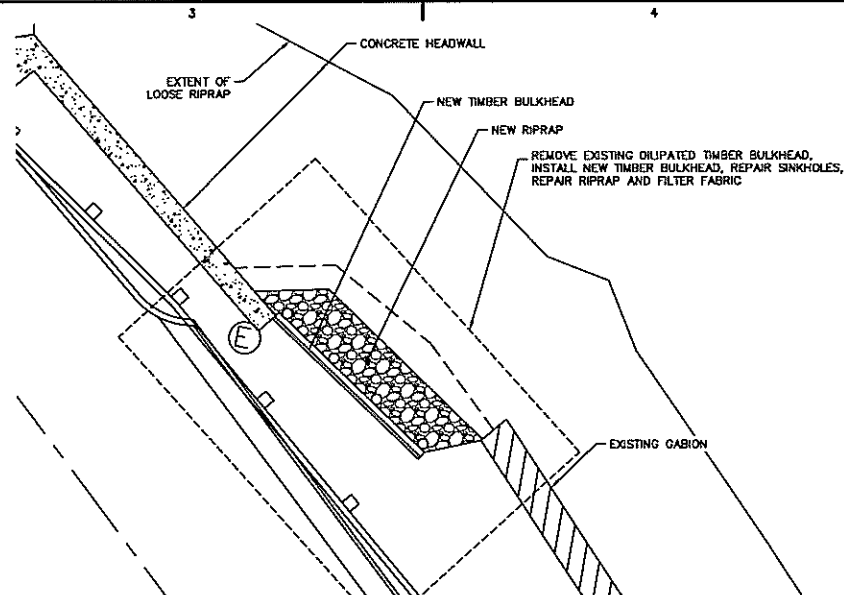 3
4
CONCRETE HEADWALL
EXTENT OF
LOOSE RIPRAP
NEW TIMBER BULKHEAD
NEW RIPRAP
REMOVE EXISTING DILIPATED TIMBER BULKHEAD,
INSTALL NEW TIMBER BULKHEAD, REPAIR SINKHOLES,
REPAIR RIPRAP AND FILTER FABRIC
E
EXISTING GABION